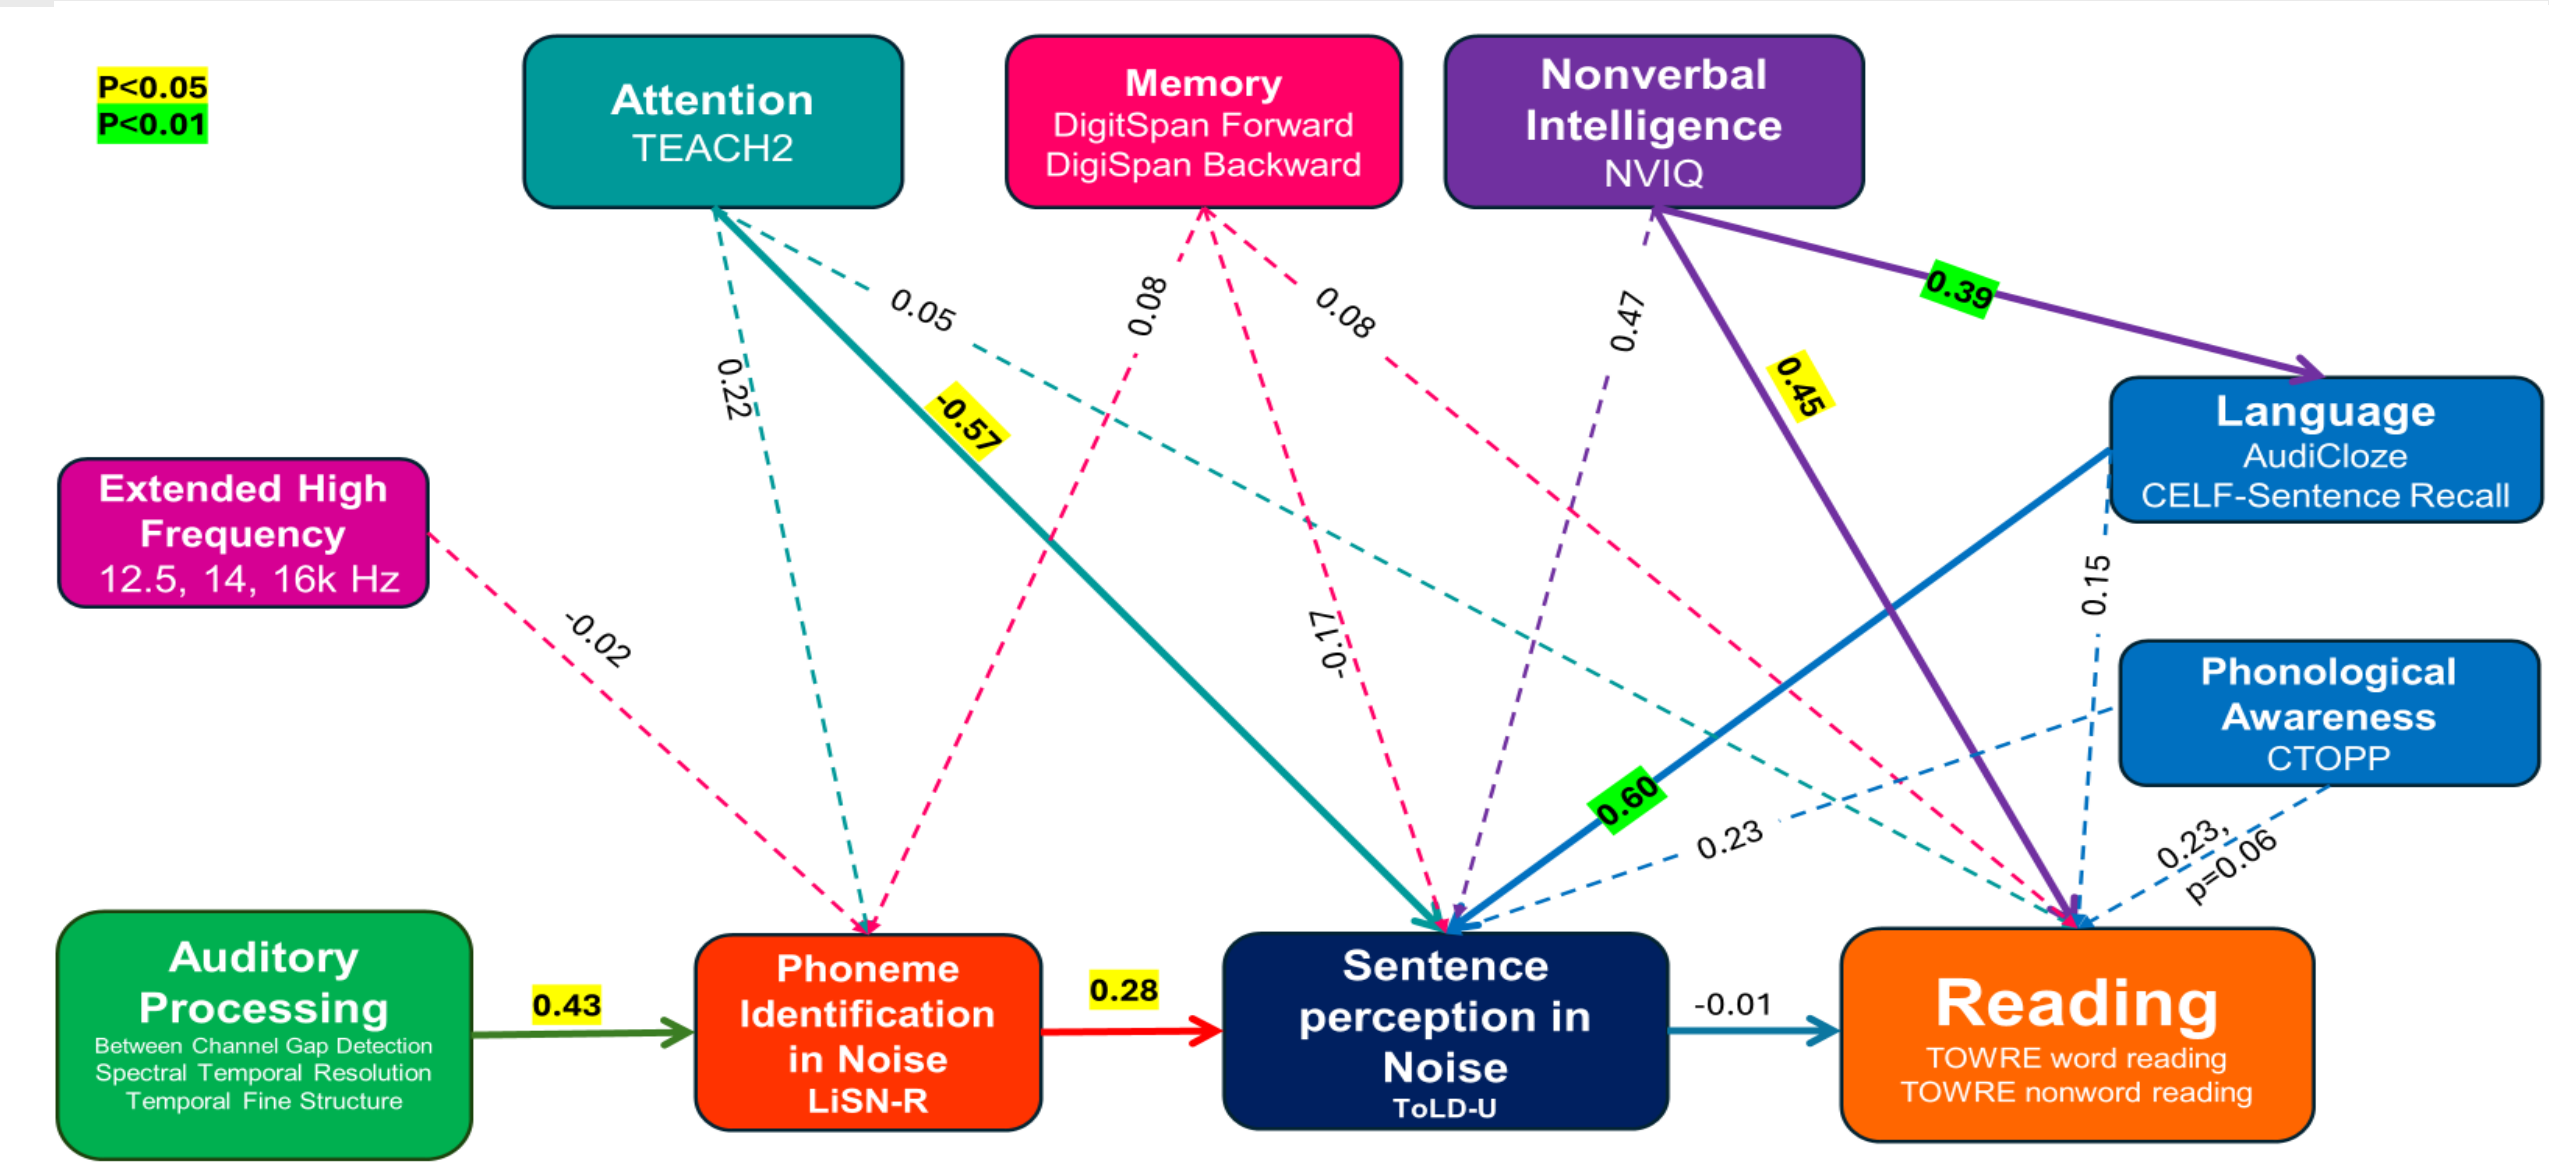 P<0.05
P<0.01
Attention
TEACH2
Memory
DigitSpan Forward
DigiSpan Backward
Nonverbal
Intelligence
NVIQ
0.39
0.05
0.08
0.08
0.47
0.22
-0.57
0.45
Language
AudiCloze
CELF-Sentence Recall
Extended High
Frequency
12.5, 14, 16k Hz
-0.02
-0.17
0.15
Phonological
Awareness
CTOPP
0.60
0.23
0.23,
p=0.06
Auditory
Processing
Between Channel Gap Detection
Spectral Temporal Resolution
Temporal Fine Structure
0.43
Phoneme
Identification
in Noise
LiSN-R
0.28
Sentence
perception in
Noise
ToLD-U
-0.01
Reading
TOWRE word reading
TOWRE nonword reading